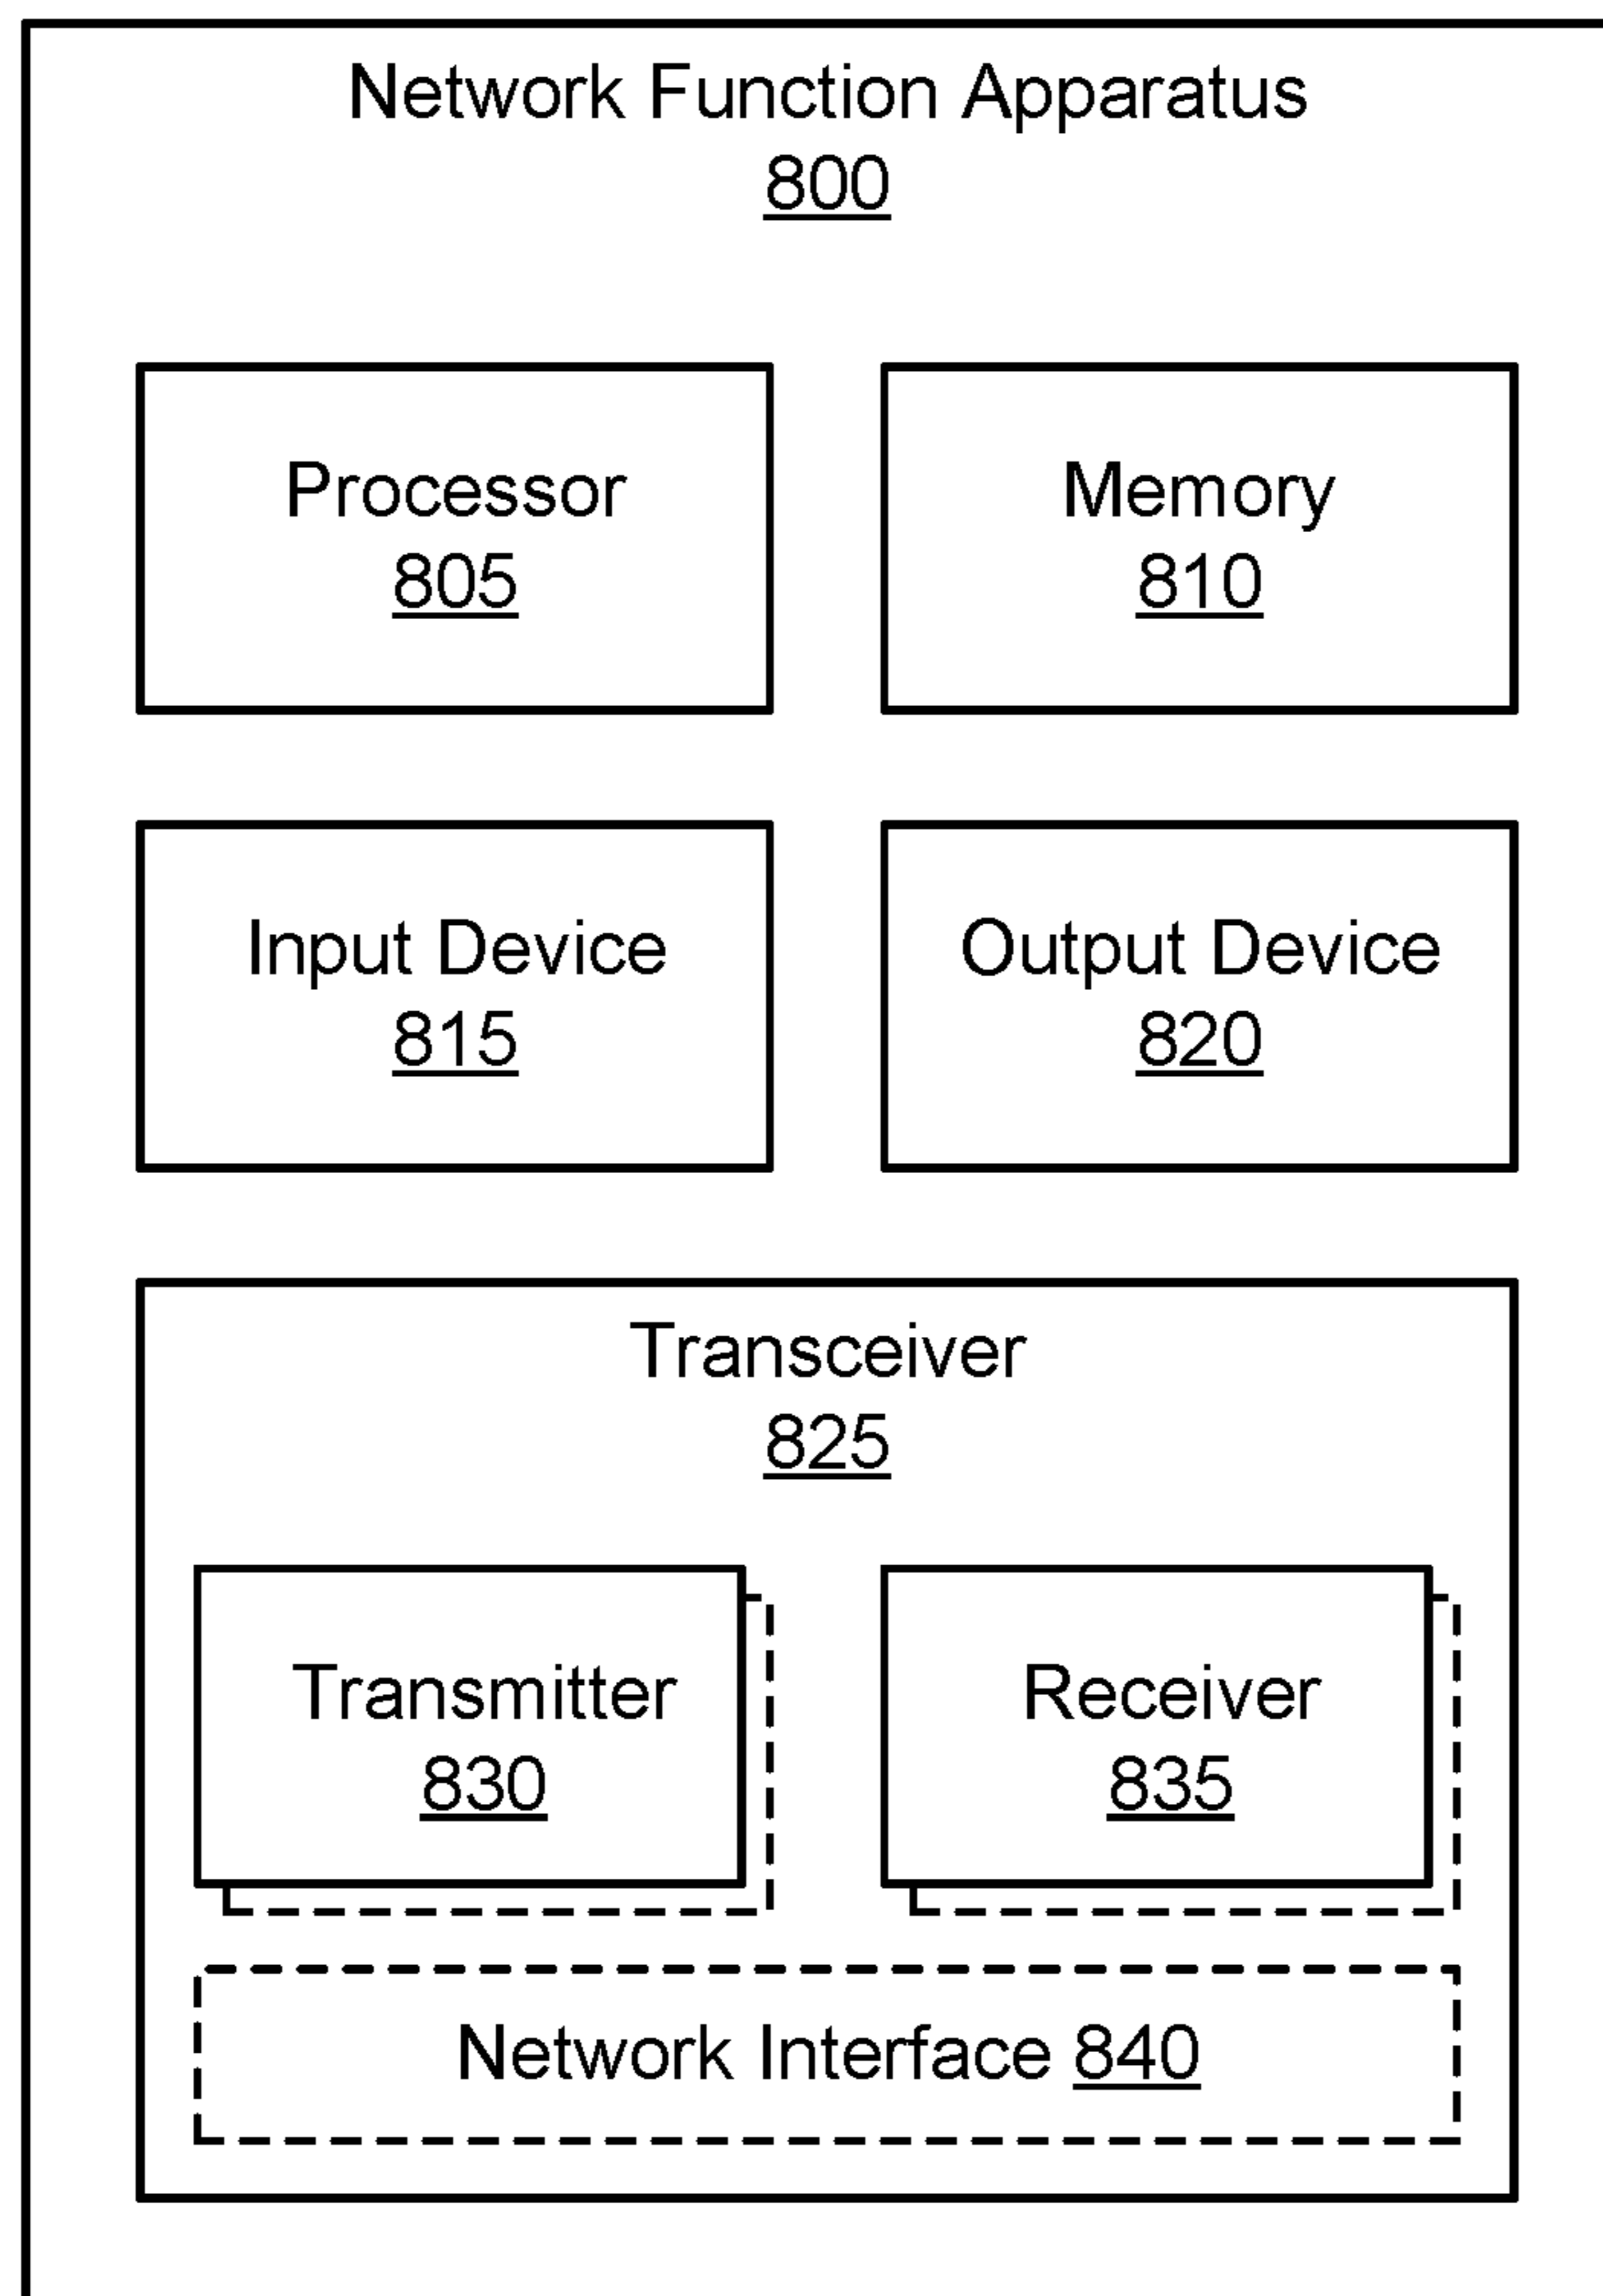 Network Function Apparatus
800
Processor
805
Memory
810
Input Device
815
Output Device
820
Transceiver
825
Transmitter
830
Receiver
835
Network Interface 840